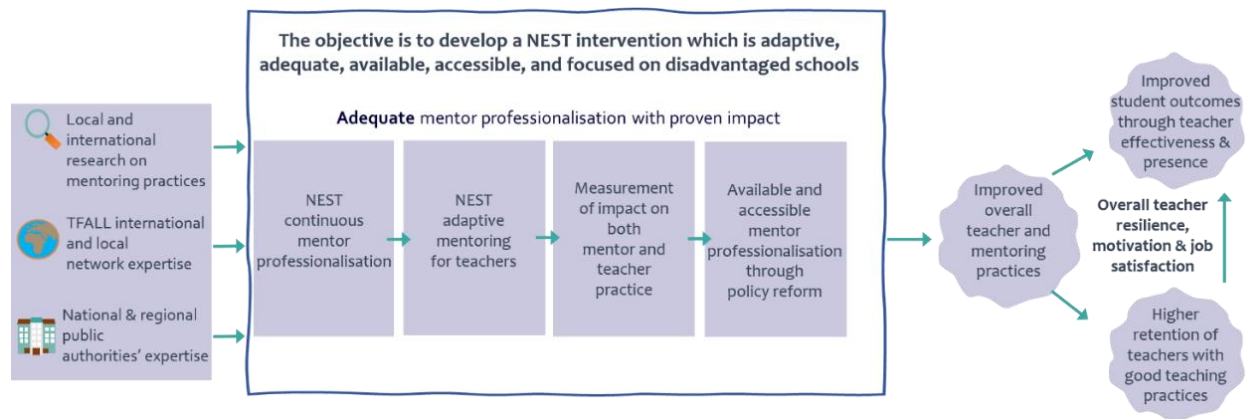 The objective is to develop a NEST intervention which is adaptive,
adequate, available, accessible, and focused on disadvantaged schools
Local and
international
research on
mentoring practices
TFALL international
and local
network expertise
National & regional
public
authorities’ expertise
Adequate mentor professionalisation with proven impact
NEST
continuous
mentor
professionalisation
NEST
adaptive
mentoring
for teachers
Measurement
of impact on
both
mentor and
teacher
practice
Available and
accessible
mentor
professionalisation
through
policy reform
Improved
overall
teacher and
mentoring
practices
Improved
student outcomes
through teacher
effectiveness &
presence
Overall teacher
resilience,
motivation & job
satisfaction
Higher
retention of
teachers with
good teaching
practices